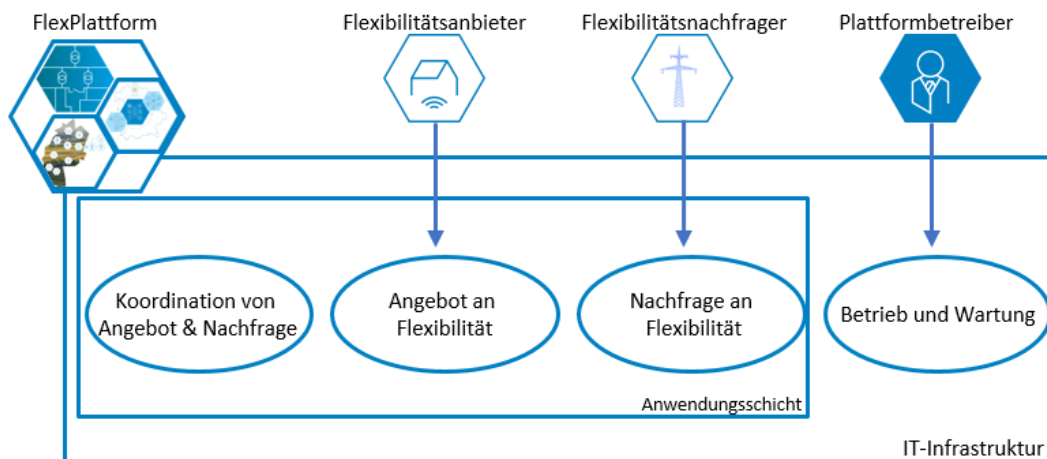 FlexPlattform
Flexibilitätsanbieter
Flexibilitätsnachfrager
Plattformbetreiber
Koordination von
Angebot & Nachfrage
Angebot an
Flexibilität
Nachfrage an
Flexibilität
Betrieb und Wartung
Anwendungsschicht
IT-Infrastruktur